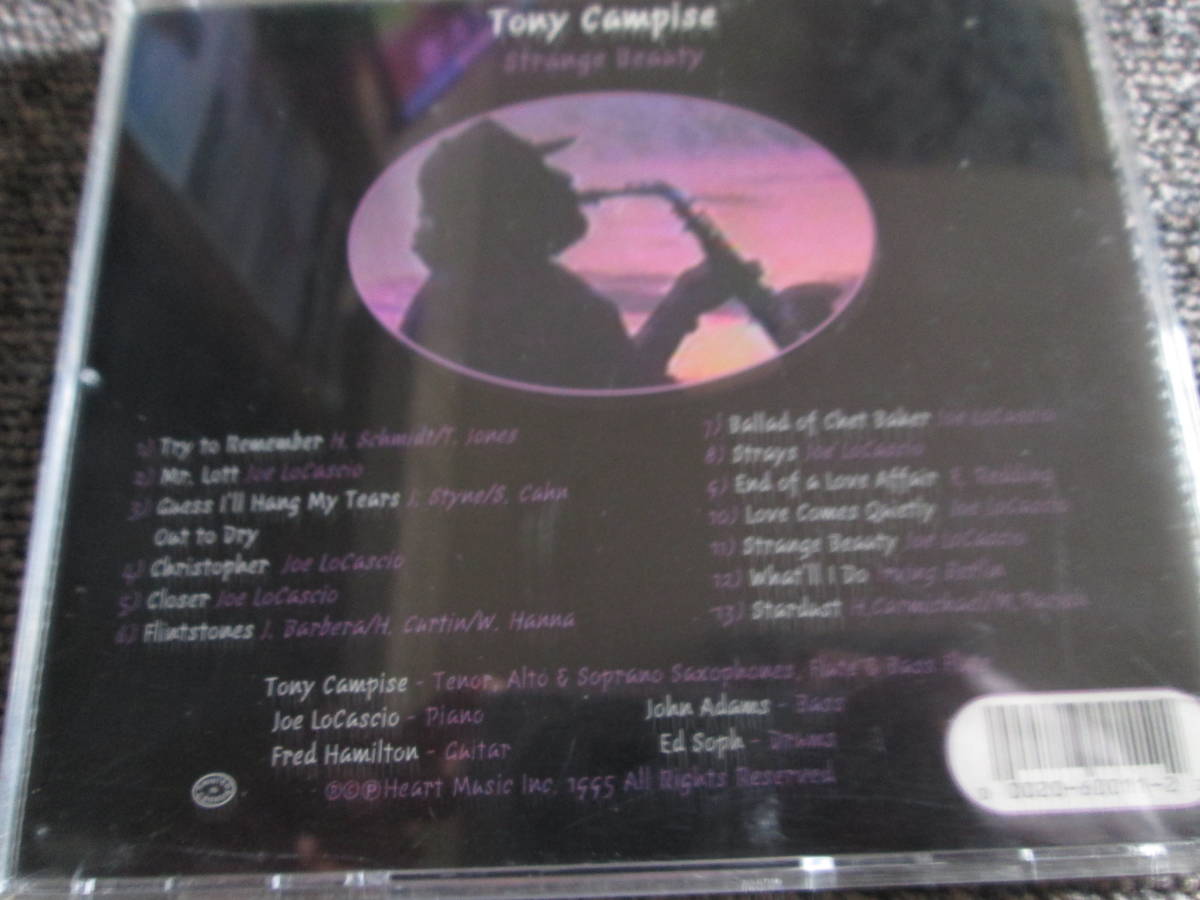 Tony Campise
Strange Beauty
1) Try to Remember H. Schmidt/T. Jones
2) Mr. Lott Joe LoCascio
3) Guess I'll Hang My Tears J. Styne/S. Cahn
Out to Dry
4) Christopher Joe LoCascio
5) Closer Joe LoCascio
6) Flintstones J. Barbera/H. Curtin/W. Hanna
7) Ballad of Chet Baker Joe LoCascio
8) Strays Joe LoCascio
9) End of a Love Affair E. Redding
10) Love Comes Quietly Joe LoCascio
11) Strange Beauty Joe LoCascio
12) What'll I Do Irving Berlin
13) Stardust H. Carmichael/M.
Tony Campise - Tenor, Alto & Soprano Saxophones, Flute & Bass Flute
Joe LoCascio - Piano
John Adams - Bass
Fred Hamilton - Guitar
Ed Soph - Drums
Heart Music Inc. 1995 All Rights Reserved